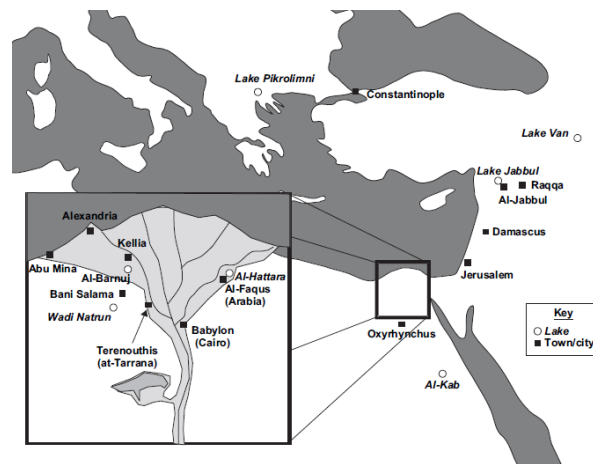 Lake Pikrolimni
Constantinople
Lake Van
Lake Jabbul
Raqqa
Al-Jabbul
Damascus
Jerusalem
Alexandria
Kellia
Abu Mina
Al-Barnuj
Al-Hattara
Al-Faqus
(Arabia)
Bani Salama
Wadi Natrun
Babylon
(Cairo)
Terenouthis
(at-Tarrana)
Oxyrhynchus
Al-Kab
Key
Lake
Town/city